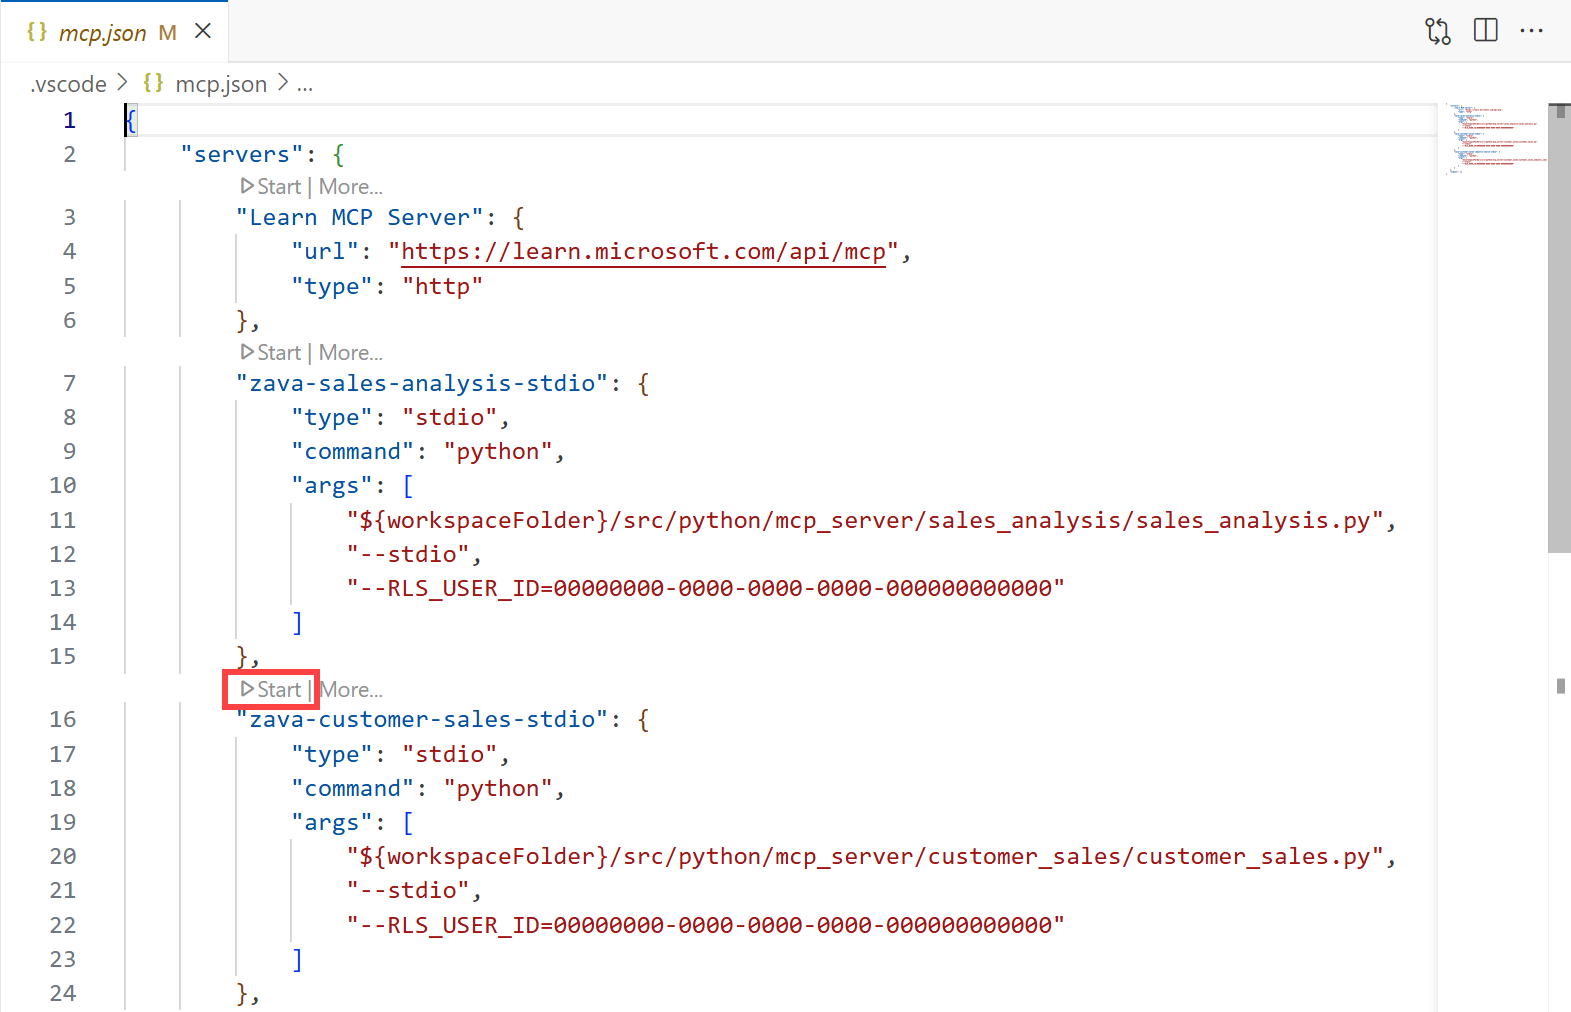 {} mcp.json M
.vscode > {} mcp.json > ...
1 {
2 "servers": {
Start | More...
3 "Learn MCP Server": {
4 "url": "https://learn.microsoft.com/api/mcp",
5 "type": "http"
6 },
Start | More...
7 "zava-sales-analysis-stdio": {
8 "type": "stdio",
9 "command": "python",
10 "args": [
11 "${workspaceFolder}/src/python/mcp_server/sales_analysis/sales_analysis.py",
12 "--stdio",
13 "--RLS_USER_ID=00000000-0000-0000-0000-000000000000"
14 ]
15 },
Start | More...
16 "zava-customer-sales-stdio": {
17 "type": "stdio",
18 "command": "python",
19 "args": [
20 "${workspaceFolder}/src/python/mcp_server/customer_sales/customer_sales.py",
21 "--stdio",
22 "--RLS_USER_ID=00000000-0000-0000-0000-000000000000"
23 ]
24 },